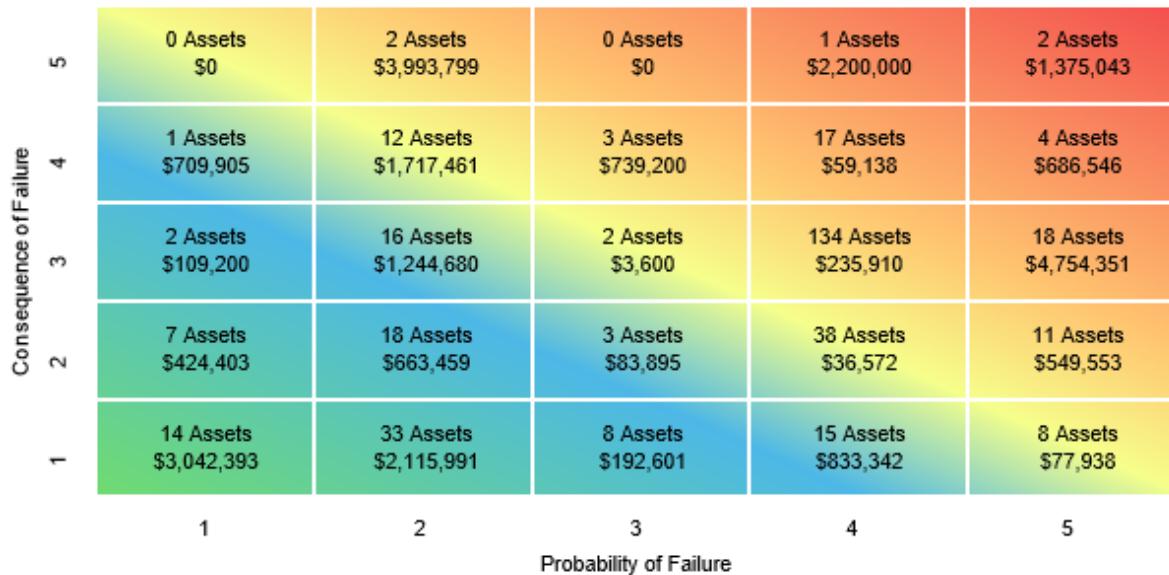 5
0 Assets
$0
2 Assets
$3,993,799
0 Assets
$0
1 Assets
$2,200,000
2 Assets
$1,375,043
4
1 Assets
$709,905
12 Assets
$1,717,461
3 Assets
$739,200
17 Assets
$59,138
4 Assets
$686,546
Consequence of Failure
3
2 Assets
$109,200
16 Assets
$1,244,680
2 Assets
$3,600
134 Assets
$235,910
18 Assets
$4,754,351
2
7 Assets
$424,403
18 Assets
$663,459
3 Assets
$83,895
38 Assets
$36,572
11 Assets
$549,553
1
14 Assets
$3,042,393
33 Assets
$2,115,991
8 Assets
$192,601
15 Assets
$833,342
8 Assets
$77,938
1
2
3
4
5
Probability of Failure